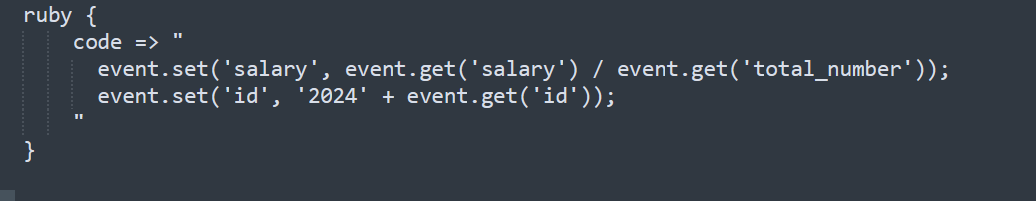 ruby {
code => "
event.set('salary', event.get('salary') / event.get('total_number'));
event.set('id', '2024' + event.get('id'));
"
}